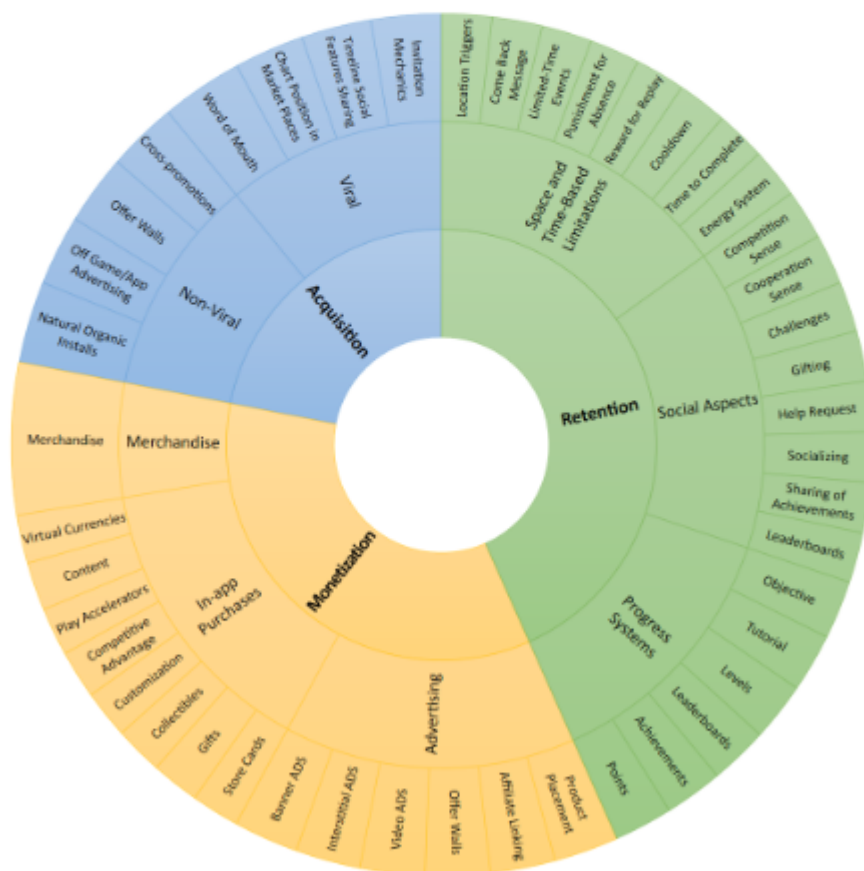 Acquisition
Viral
Invitation
Mechanics
Timeline Social
Features Sharing
Chart Position in
Market Places
Word of Mouth
Non-Viral
Cross-promotions
Offer Walls
Off Game/App
Advertising
Natural Organic
Installs
Retention
Space and
Time-Based
Limitations
Location Triggers
Come Back
Message
Limited-Time
Events
Punishment for
Absence
Reward for Replay
Cooldown
Time to Complete
Energy System
Social Aspects
Competition
Sense
Cooperation
Sense
Challenges
Gifting
Help Request
Socializing
Sharing of
Achievements
Leaderboards
Progress
Systems
Objective
Tutorial
Levels
Leaderboards
Achievements
Points
Monetization
Merchandise
Merchandise
In-app
Purchases
Virtual Currencies
Content
Play Accelerators
Competitive
Advantage
Customization
Collectibles
Gifts
Store Cards
Advertising
Banner ADS
Interstitial ADS
Video ADS
Offer Walls
Affiliate Linking
Product
Placement